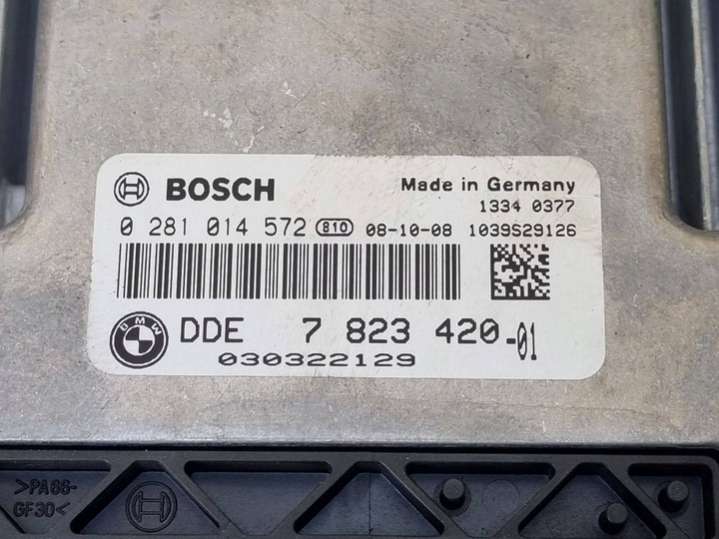 BOSCH Made in Germany
1334 0377
0 281 014 572 810 08-10-08 1039S29126
BMW DDE 7 823 420-01
030322129
>PA66-
GF30<